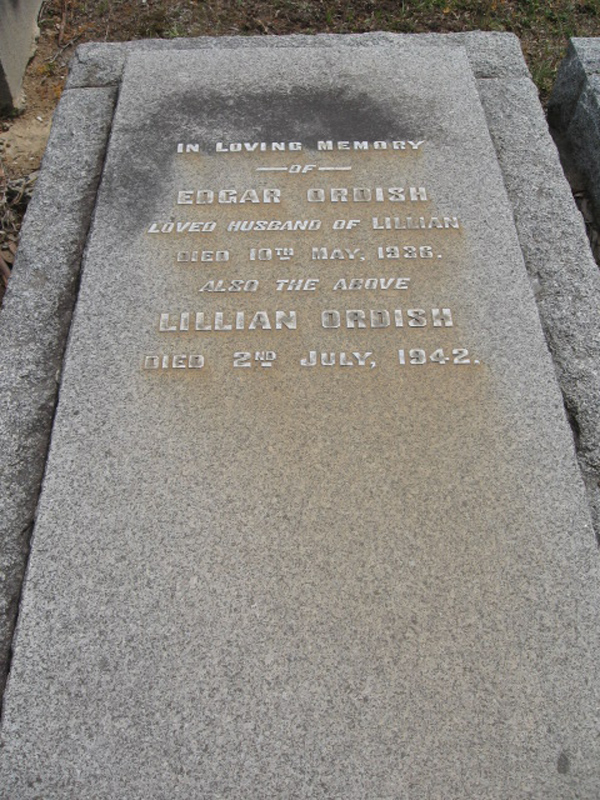 IN LOVING MEMORY
OF
EDGAR ORDISH
LOVED HUSBAND OF LILLIAN
DIED 10TH MAY, 1936.
ALSO THE ABOVE
LILLIAN ORDISH
DIED 2ND JULY, 1942.